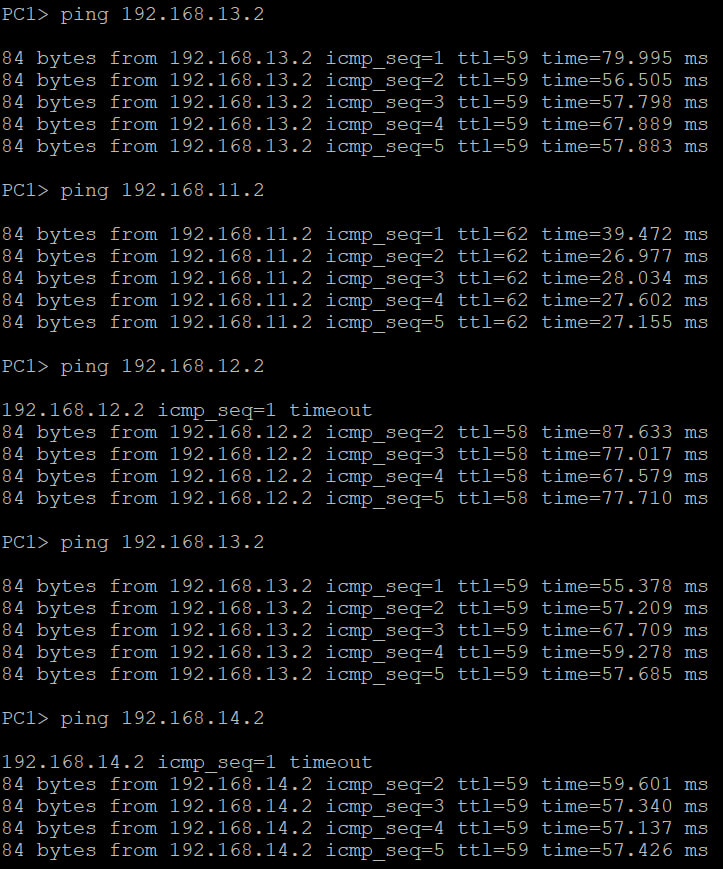 PC1> ping 192.168.13.2
84 bytes from 192.168.13.2 icmp_seq=1 ttl=59 time=79.995 ms
84 bytes from 192.168.13.2 icmp_seq=2 ttl=59 time=56.505 ms
84 bytes from 192.168.13.2 icmp_seq=3 ttl=59 time=57.798 ms
84 bytes from 192.168.13.2 icmp_seq=4 ttl=59 time=67.889 ms
84 bytes from 192.168.13.2 icmp_seq=5 ttl=59 time=57.883 ms
PC1> ping 192.168.11.2
84 bytes from 192.168.11.2 icmp_seq=1 ttl=62 time=39.472 ms
84 bytes from 192.168.11.2 icmp_seq=2 ttl=62 time=26.977 ms
84 bytes from 192.168.11.2 icmp_seq=3 ttl=62 time=28.034 ms
84 bytes from 192.168.11.2 icmp_seq=4 ttl=62 time=27.602 ms
84 bytes from 192.168.11.2 icmp_seq=5 ttl=62 time=27.155 ms
PC1> ping 192.168.12.2
192.168.12.2 icmp_seq=1 timeout
84 bytes from 192.168.12.2 icmp_seq=2 ttl=58 time=87.633 ms
84 bytes from 192.168.12.2 icmp_seq=3 ttl=58 time=77.017 ms
84 bytes from 192.168.12.2 icmp_seq=4 ttl=58 time=67.579 ms
84 bytes from 192.168.12.2 icmp_seq=5 ttl=58 time=77.710 ms
PC1> ping 192.168.13.2
84 bytes from 192.168.13.2 icmp_seq=1 ttl=59 time=55.378 ms
84 bytes from 192.168.13.2 icmp_seq=2 ttl=59 time=57.209 ms
84 bytes from 192.168.13.2 icmp_seq=3 ttl=59 time=67.709 ms
84 bytes from 192.168.13.2 icmp_seq=4 ttl=59 time=59.278 ms
84 bytes from 192.168.13.2 icmp_seq=5 ttl=59 time=57.685 ms
PC1> ping 192.168.14.2
192.168.14.2 icmp_seq=1 timeout
84 bytes from 192.168.14.2 icmp_seq=2 ttl=59 time=59.601 ms
84 bytes from 192.168.14.2 icmp_seq=3 ttl=59 time=57.340 ms
84 bytes from 192.168.14.2 icmp_seq=4 ttl=59 time=57.137 ms
84 bytes from 192.168.14.2 icmp_seq=5 ttl=59 time=57.426 ms